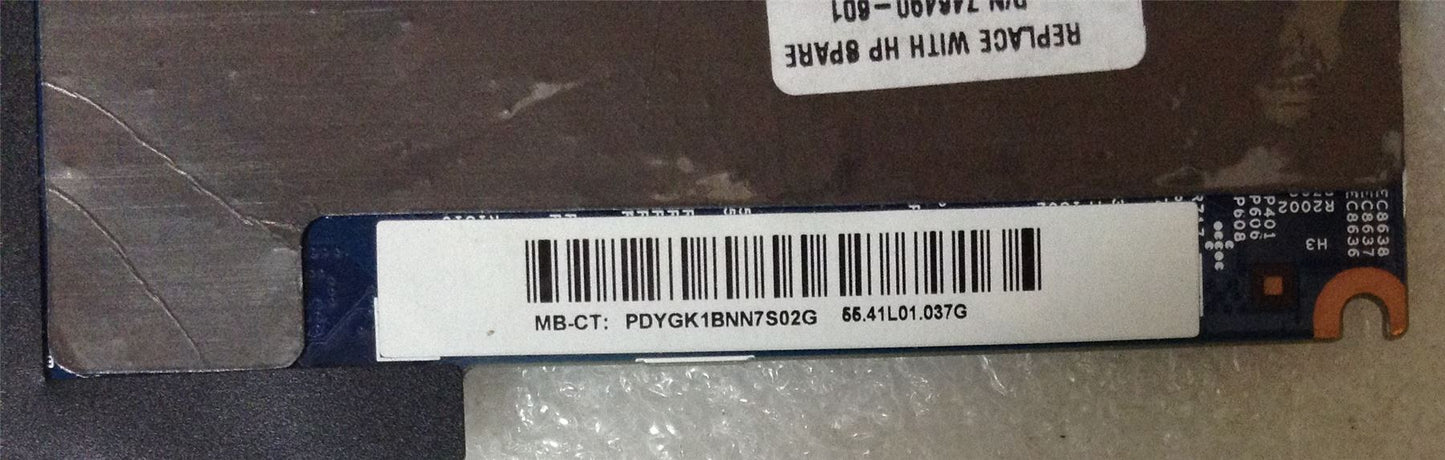 REPLACE WITH HP SPARE
P/N 746490-601
MB-CT: PDYGK1BNN7S02G 55.41L01.037G
EC8638
EC8637
EC8636
H3
P401
P606
P608